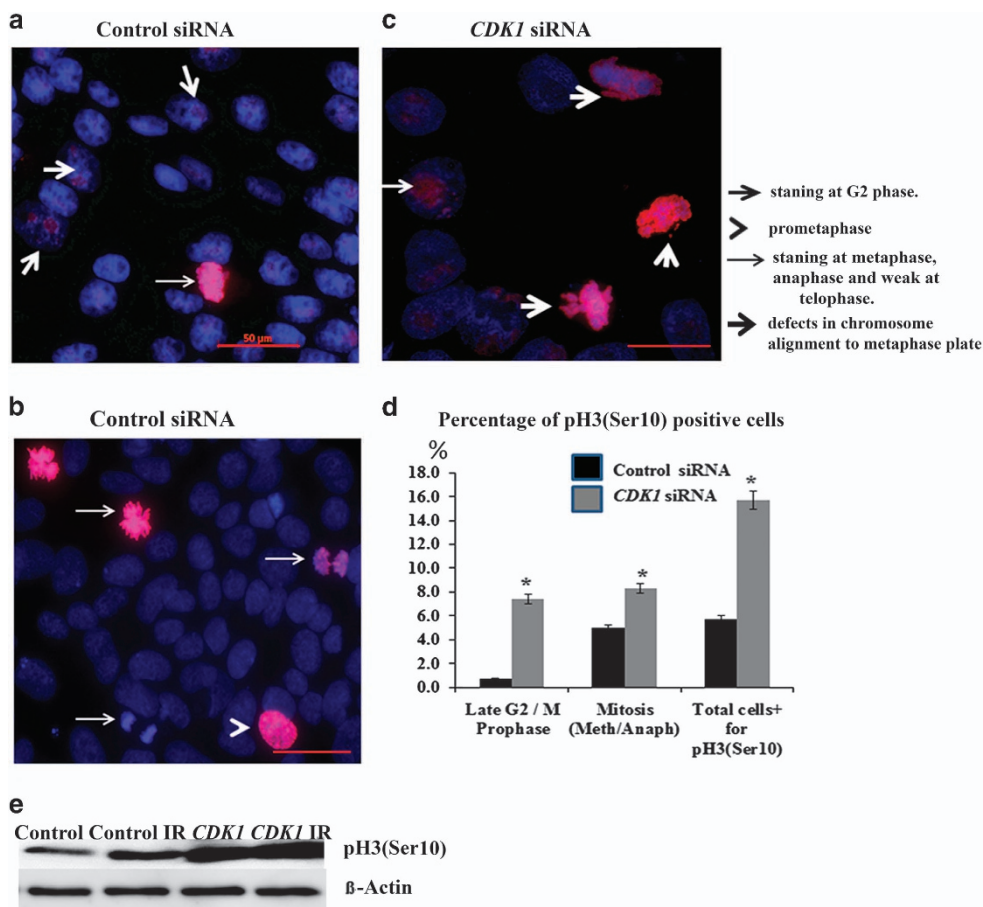 a
Control siRNA
50 µm
c
CDK1 siRNA
staning at G2 phase.
prometaphase
staning at metaphase,
anaphase and weak at
telophase.
defects in chromosome
alignment to metaphase plate
b
Control siRNA
d
Percentage of pH3(Ser10) positive cells
%
18.0
16.0
14.0
12.0
10.0
8.0
6.0
4.0
2.0
0.0
Control siRNA
CDK1 siRNA
*
*
*
Late G2 / M
Prophase
Mitosis
(Meth/Anaph)
Total cells+
for
pH3(Ser10)
e
Control Control IR CDK1 CDK1 IR
pH3(Ser10)
ß-Actin